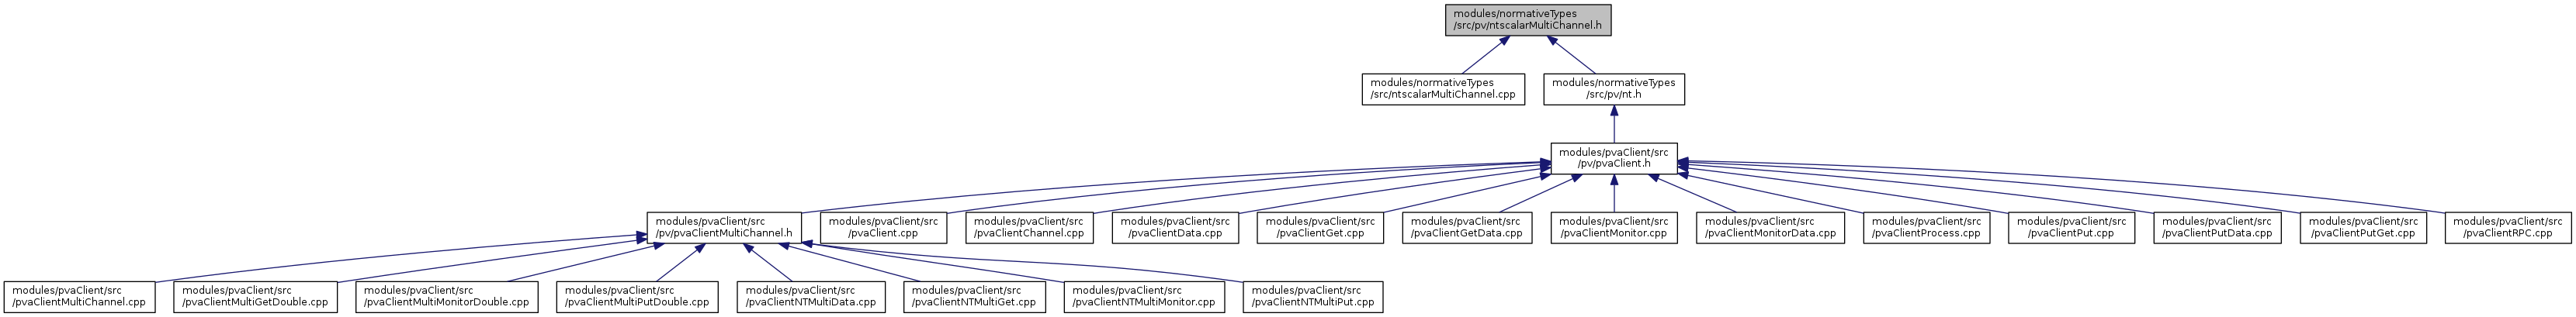 modules/normativeTypes
/src/pv/ntscalarMultiChannel.h
modules/normativeTypes
/src/ntscalarMultiChannel.cpp
modules/normativeTypes
/src/pv/nt.h
modules/pvaClient/src
/pv/pvaClient.h
modules/pvaClient/src
/pv/pvaClientMultiChannel.h
modules/pvaClient/src
/pvaClient.cpp
modules/pvaClient/src
/pvaClientChannel.cpp
modules/pvaClient/src
/pvaClientData.cpp
modules/pvaClient/src
/pvaClientGet.cpp
modules/pvaClient/src
/pvaClientGetData.cpp
modules/pvaClient/src
/pvaClientMonitor.cpp
modules/pvaClient/src
/pvaClientMonitorData.cpp
modules/pvaClient/src
/pvaClientProcess.cpp
modules/pvaClient/src
/pvaClientPut.cpp
modules/pvaClient/src
/pvaClientPutData.cpp
modules/pvaClient/src
/pvaClientPutGet.cpp
modules/pvaClient/src
/pvaClientRPC.cpp
modules/pvaClient/src
/pvaClientMultiChannel.cpp
modules/pvaClient/src
/pvaClientMultiGetDouble.cpp
modules/pvaClient/src
/pvaClientMultiMonitorDouble.cpp
modules/pvaClient/src
/pvaClientMultiPutDouble.cpp
modules/pvaClient/src
/pvaClientNTMultiData.cpp
modules/pvaClient/src
/pvaClientNTMultiGet.cpp
modules/pvaClient/src
/pvaClientNTMultiMonitor.cpp
modules/pvaClient/src
/pvaClientNTMultiPut.cpp